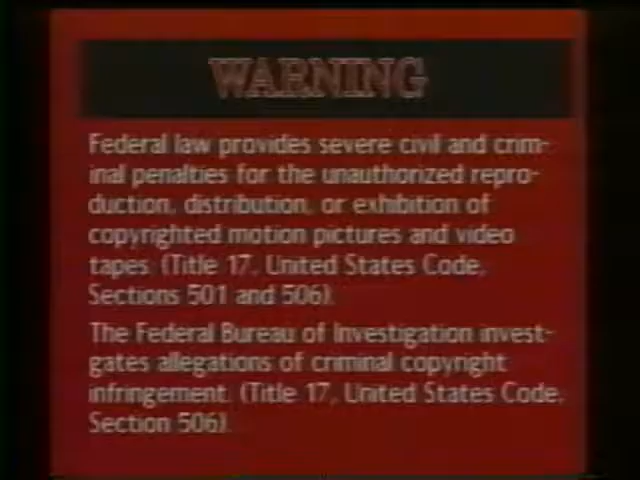 WARNING
Federal law provides severe civil and crim-
inal penalties for the unauthorized repro-
duction, distribution, or exhibition of
copyrighted motion pictures and video
tapes. (Title 17, United States Code,
Sections 501 and 506).
The Federal Bureau of Investigation invest-
gates allegations of criminal copyright
infringement. (Title 17, United States Code,
Section 506).